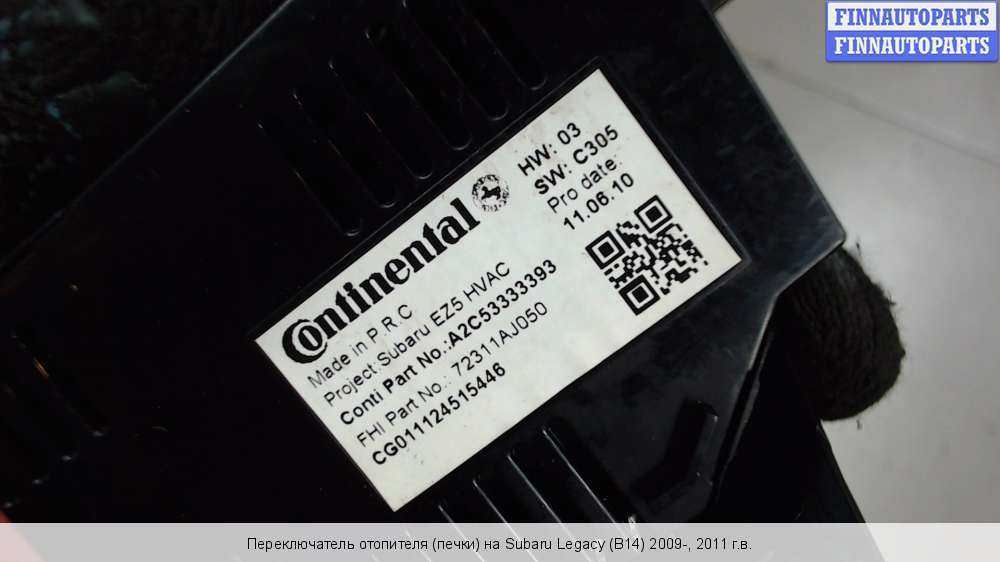 FINNAUTOPARTS
FINNAUTOPARTS
Continental
HW: 03
SW: C305
Pro date:
11.06.10
Made in P.R.C
Project:Subaru EZ5 HVAC
Conti Part No.:A2C53333393
FHI Part No.: 72311AJ050
CG011124515446
Переключатель отопителя (печки) на Subaru Legacy (B14) 2009-, 2011 г.в.